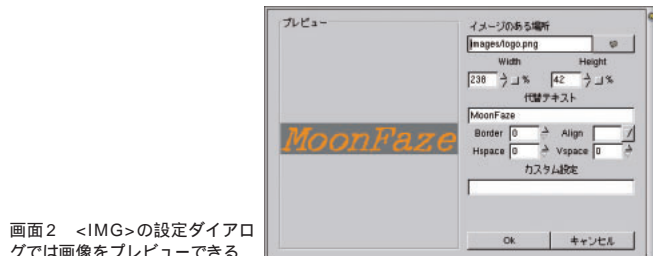 プレビュー
MoonFaze
イメージのある場所
images/logo.png
Width Height
238 % 42 %
代替テキスト
MoonFaze
Border 0 Align
Hspace 0 Vspace 0
カスタム設定
Ok キャンセル
画面2 <IMG>の設定ダイアロ
グでは画像をプレビューできる